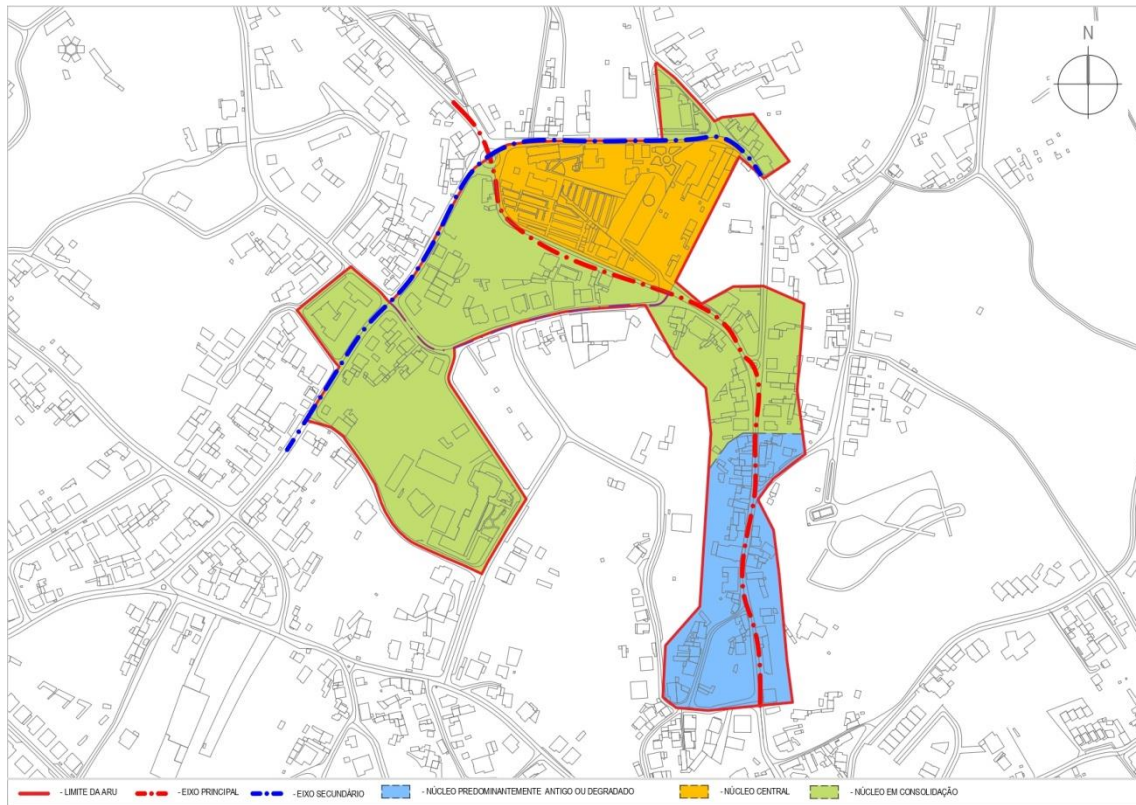 N
- LIMITE DA ARU - EIXO PRINCIPAL - EIXO SECUNDÁRIO - NÚCLEO PREDOMINANTEMENTE ANTIGO OU DEGRADADO - NÚCLEO CENTRAL - NÚCLEO EM CONSOLIDAÇÃO